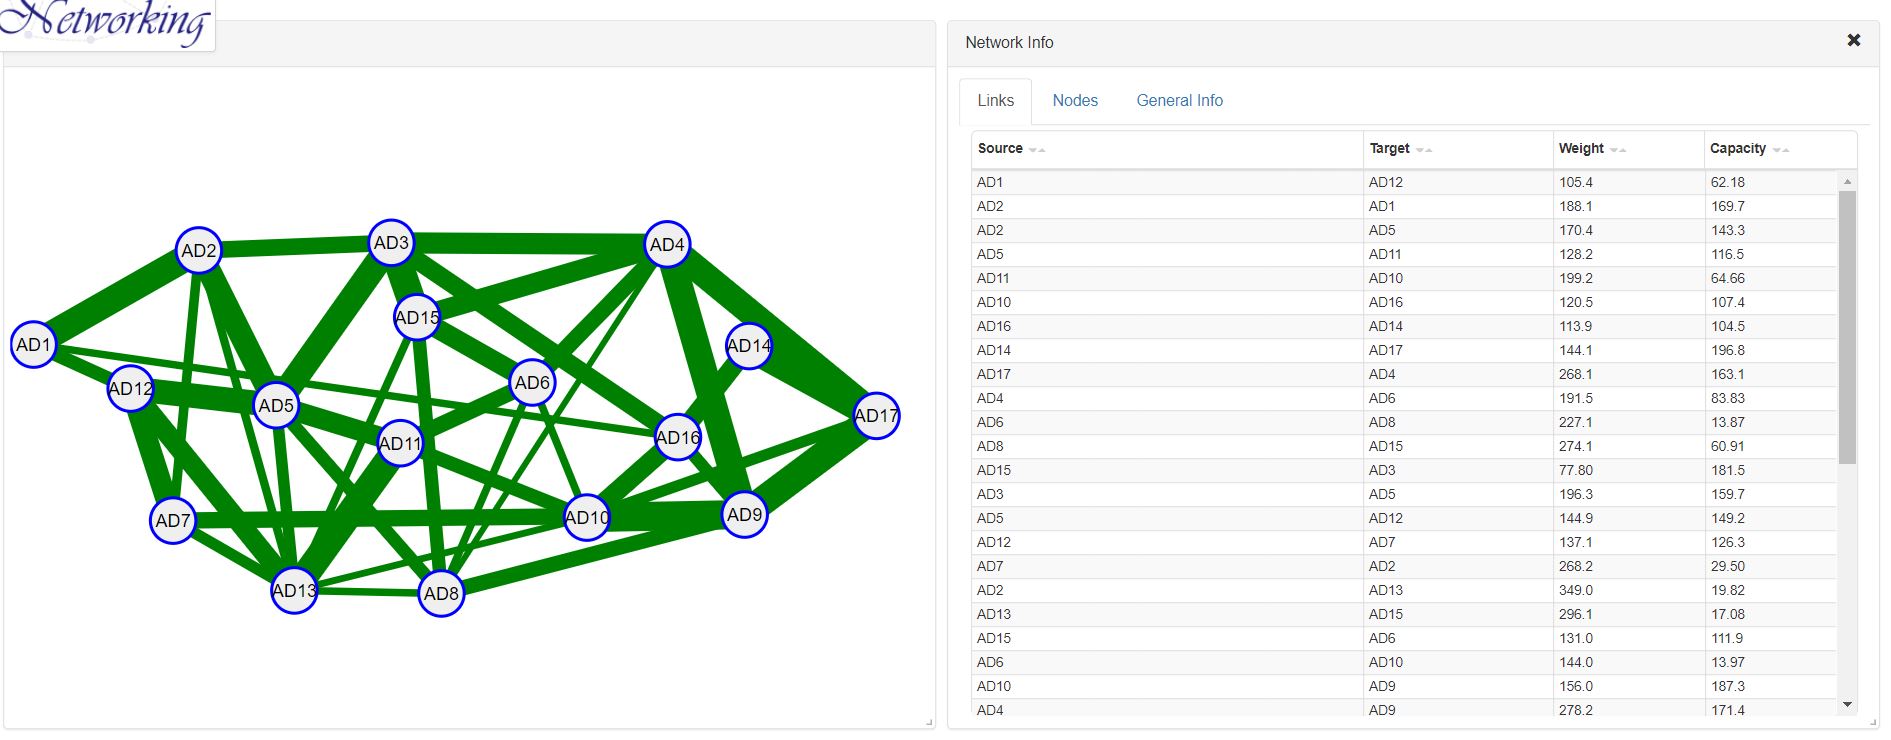 Networking
AD2
AD3
AD4
AD15
AD1
AD14
AD12
AD6
AD5
AD17
AD11
AD16
AD7
AD10
AD9
AD13
AD8
Network Info ✖
Links Nodes General Info
Source Target Weight Capacity
AD1 AD12 105.4 62.18
AD2 AD1 188.1 169.7
AD2 AD5 170.4 143.3
AD5 AD11 128.2 116.5
AD11 AD10 199.2 64.66
AD10 AD16 120.5 107.4
AD16 AD14 113.9 104.5
AD14 AD17 144.1 196.8
AD17 AD4 268.1 163.1
AD4 AD6 191.5 83.83
AD6 AD8 227.1 13.87
AD8 AD15 274.1 60.91
AD15 AD3 77.80 181.5
AD3 AD5 196.3 159.7
AD5 AD12 144.9 149.2
AD12 AD7 137.1 126.3
AD7 AD2 268.2 29.50
AD2 AD13 349.0 19.82
AD13 AD15 296.1 17.08
AD15 AD6 131.0 111.9
AD6 AD10 144.0 13.97
AD10 AD9 156.0 187.3
AD4 AD9 278.2 171.4